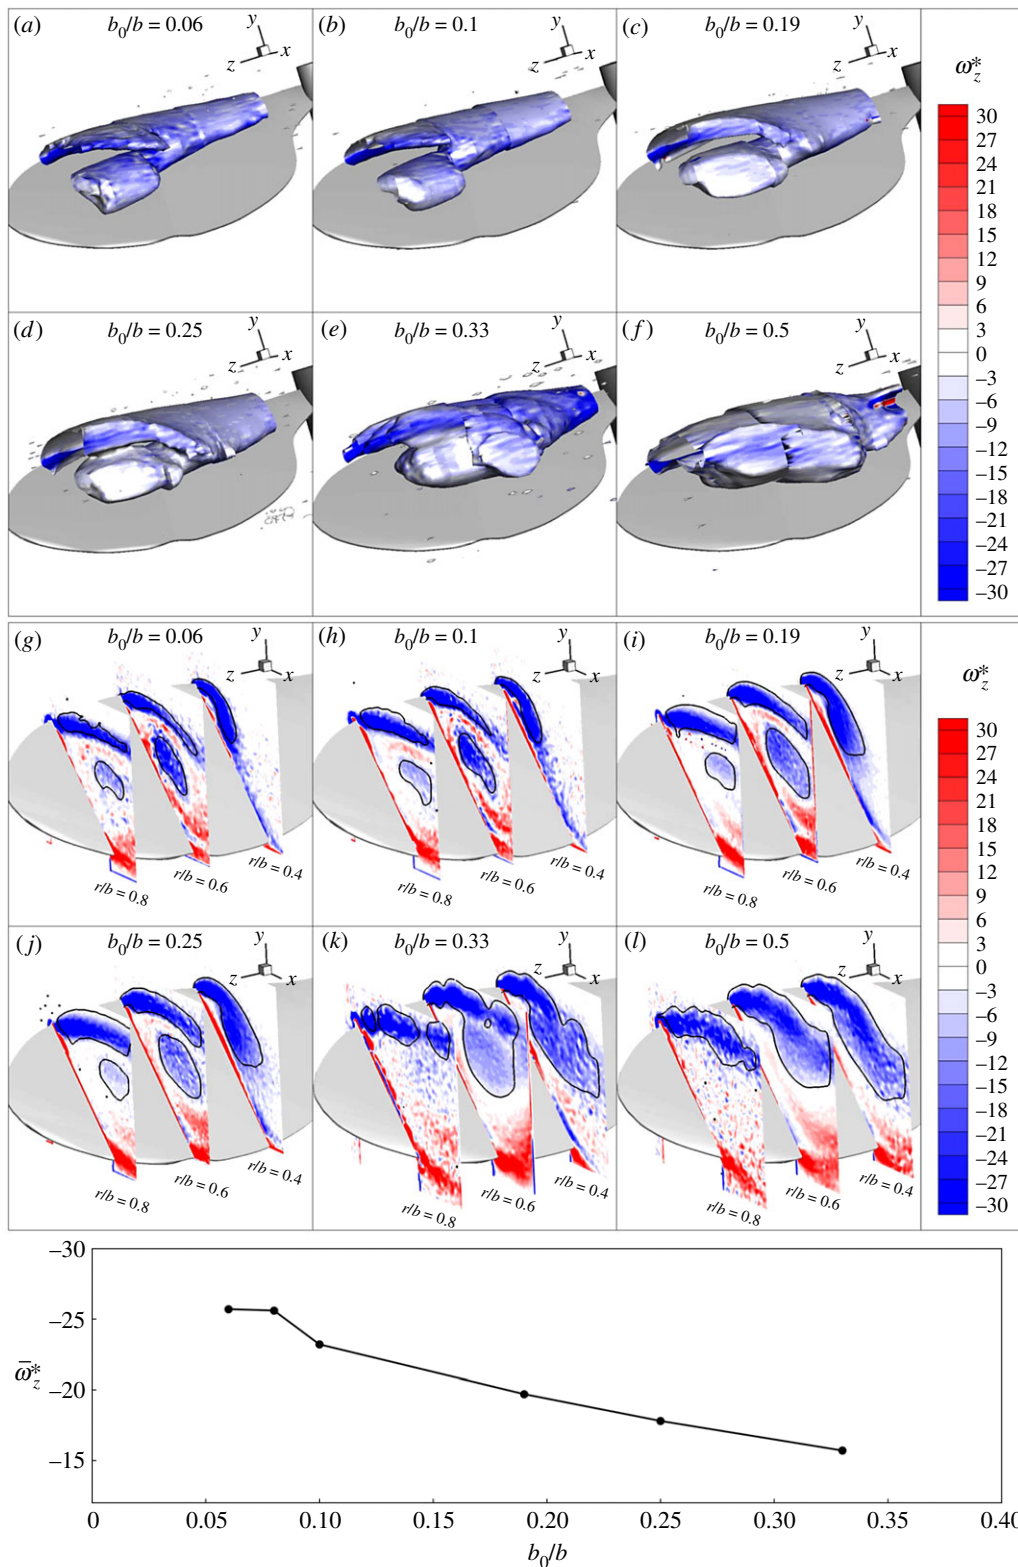 (a) b₀/b = 0.06 y x z
(b) b₀/b = 0.1 y x z
(c) b₀/b = 0.19 y x z
ω*z
30
27
24
21
18
15
12
9
6
3
0
–3
–6
–9
–12
–15
–18
–21
–24
–27
–30
(d) b₀/b = 0.25 y x z
(e) b₀/b = 0.33 y x z
(f) b₀/b = 0.5 y x z
(g) b₀/b = 0.06 y z x
r/b = 0.8 r/b = 0.6 r/b = 0.4
(h) b₀/b = 0.1 y z x
r/b = 0.8 r/b = 0.6 r/b = 0.4
(i) b₀/b = 0.19 y z x
r/b = 0.8 r/b = 0.6 r/b = 0.4
ω*z
30
27
24
21
18
15
12
9
6
3
0
–3
–6
–9
–12
–15
–18
–21
–24
–27
–30
(j) b₀/b = 0.25 y z x
r/b = 0.8 r/b = 0.6 r/b = 0.4
(k) b₀/b = 0.33 y z x
r/b = 0.8 r/b = 0.6 r/b = 0.4
(l) b₀/b = 0.5 y z x
r/b = 0.8 r/b = 0.6 r/b = 0.4
–30
–25
ω̄*z
–20
–15
0 0.05 0.10 0.15 0.20 0.25 0.30 0.35 0.40
b₀/b